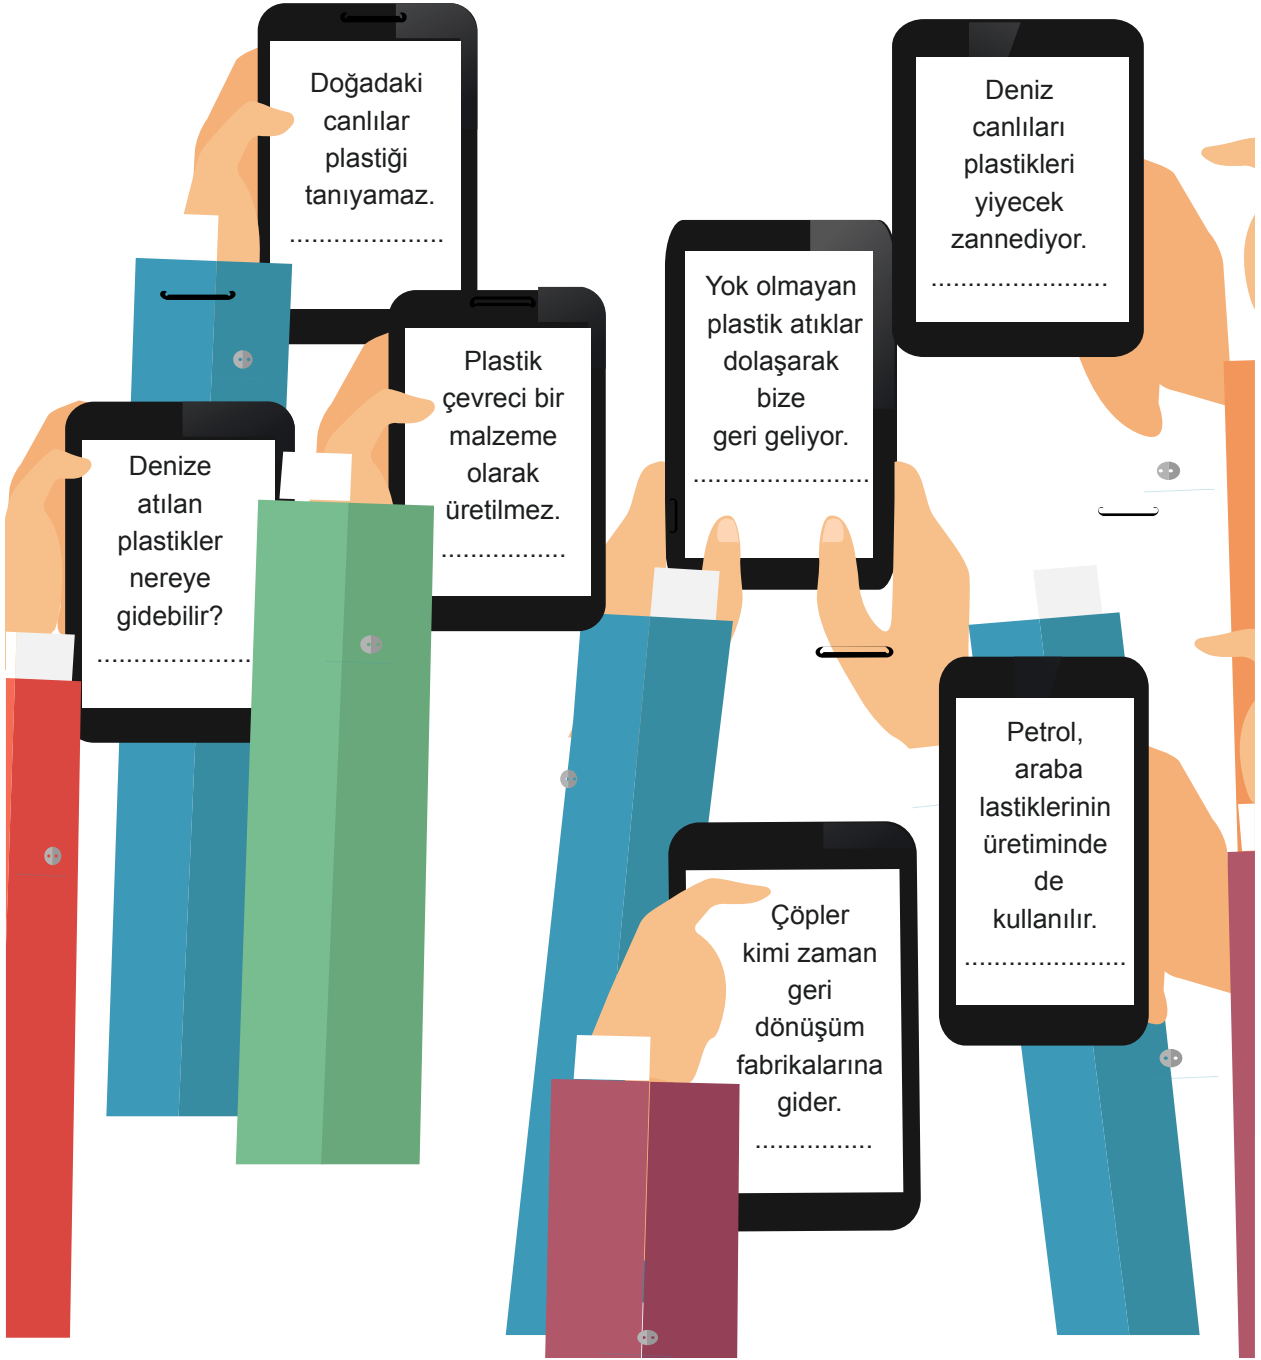 Doğadaki
canlılar
plastiği
tanıyamaz.
.....................
Deniz
canlıları
plastikleri
yiyecek
zannediyor.
........................
Yok olmayan
plastik atıklar
dolaşarak
bize
geri geliyor.
........................
Plastik
çevreci bir
malzeme
olarak
üretilmez.
.................
Denize
atılan
plastikler
nereye
gidebilir?
.....................
Petrol,
araba
lastiklerinin
üretiminde
de
kullanılır.
......................
Çöpler
kimi zaman
geri
dönüşüm
fabrikalarına
gider.
................